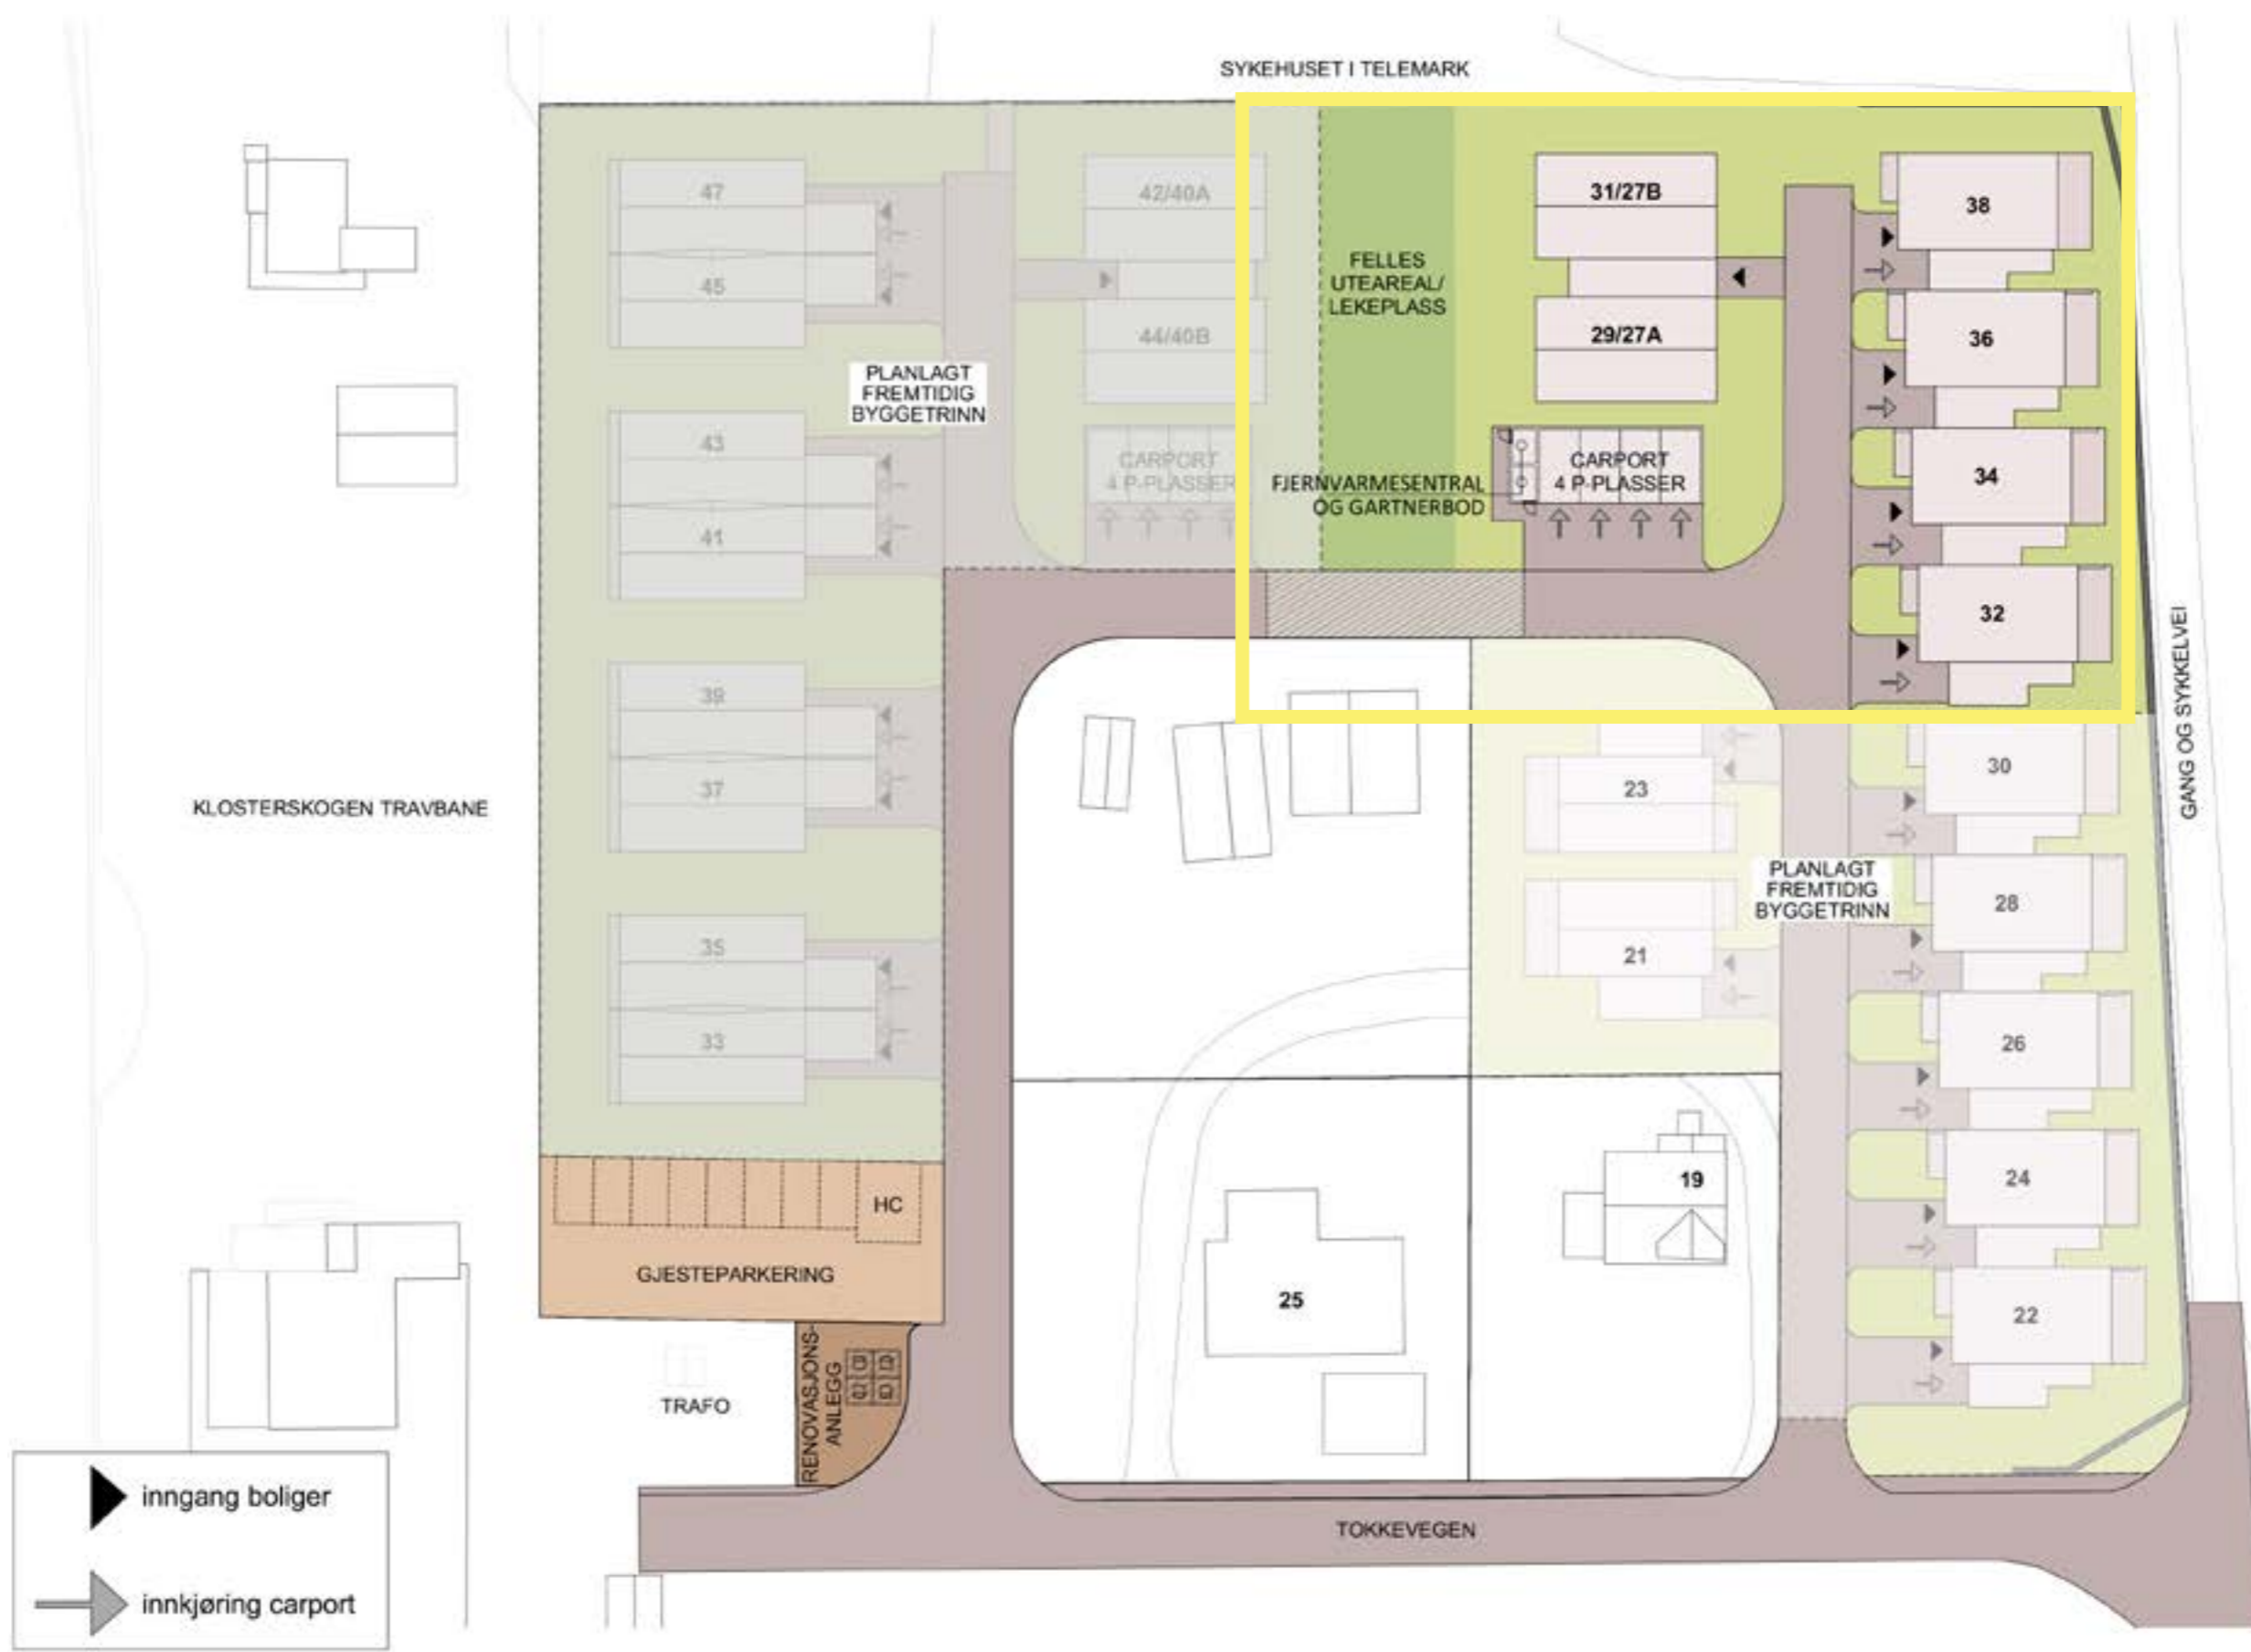 SYKEHUSET I TELEMARK
47
42/40A
31/27B
38
FELLES
UTEAREAL/
LEKEPLASS
45
44/40B
29/27A
36
PLANLAGT
FREMTIDIG
BYGGETRINN
43
CARPORT
4 P-PLASSER
FJERNVARMESENTRAL
OG GARTNERBOD
CARPORT
4 P-PLASSER
34
41
32
GANG OG SYKKELVEI
39
37
KLOSTERSKOGEN TRAVBANE
23
30
PLANLAGT
FREMTIDIG
BYGGETRINN
28
35
21
33
26
HC
19
24
GJESTEPARKERING
25
22
RENOVASJONS-
ANLEGG
TRAFO
inngang boliger
innkjøring carport
TOKKEVEGEN